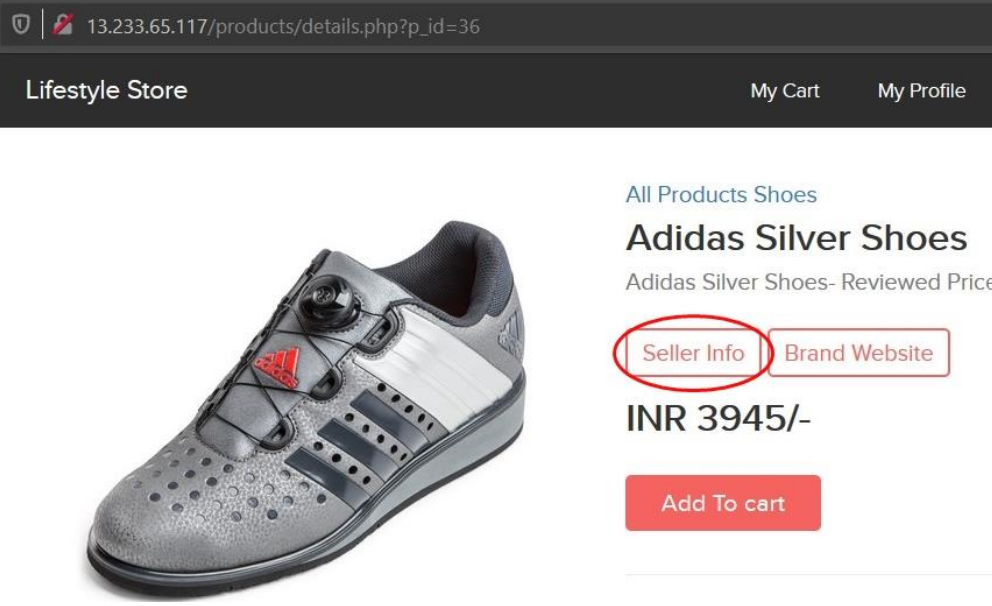 13.233.65.117/products/details.php?p_id=36
Lifestyle Store
My Cart
My Profile
All Products Shoes
Adidas Silver Shoes
Adidas Silver Shoes- Reviewed Price
Seller Info
Brand Website
INR 3945/-
Add To cart
adidas